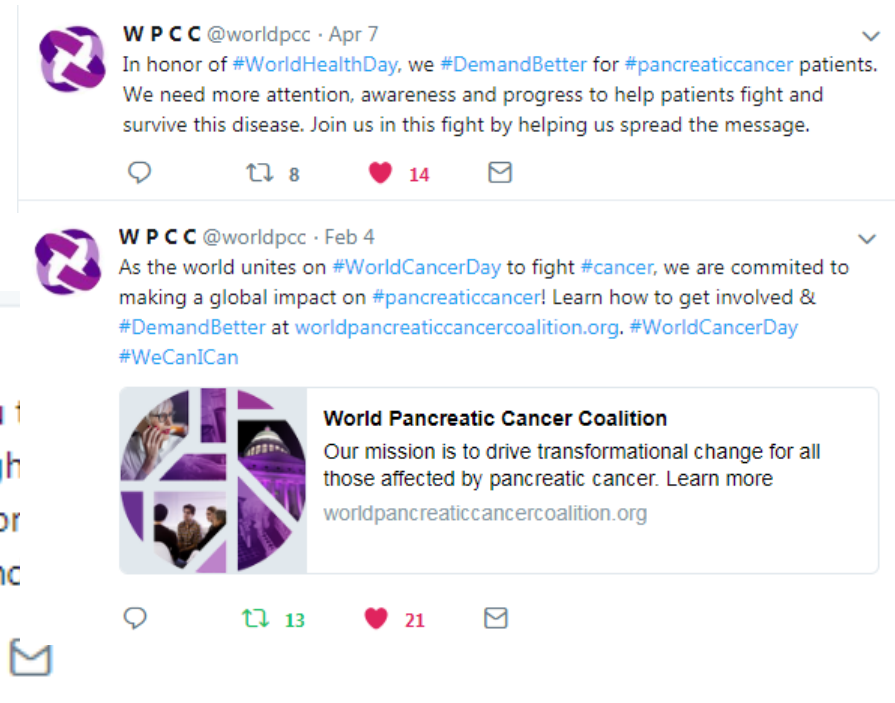 W P C C @worldpcc · Apr 7
In honor of #WorldHealthDay, we #DemandBetter for #pancreaticcancer patients.
We need more attention, awareness and progress to help patients fight and
survive this disease. Join us in this fight by helping us spread the message.
8 14
W P C C @worldpcc · Feb 4
As the world unites on #WorldCancerDay to fight #cancer, we are commited to
making a global impact on #pancreaticcancer! Learn how to get involved &
#DemandBetter at worldpancreaticcancercoalition.org. #WorldCancerDay
#WeCanICan
World Pancreatic Cancer Coalition
Our mission is to drive transformational change for all
those affected by pancreatic cancer. Learn more
worldpancreaticcancercoalition.org
13 21